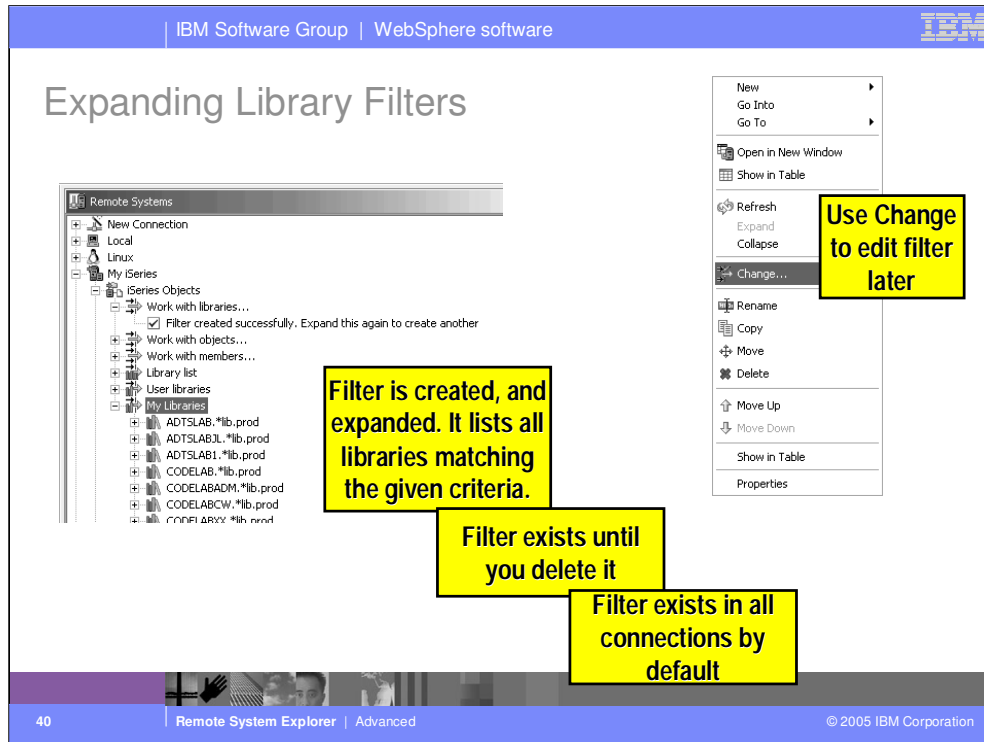 IBM Software Group | WebSphere software
IBM
Expanding Library Filters
Remote Systems
New Connection
Local
Linux
My iSeries
iSeries Objects
Work with libraries...
Filter created successfully. Expand this again to create another
Work with objects...
Work with members...
Library list
User libraries
My Libraries
ADTSLAB.*lib.prod
ADTSLABJL.*lib.prod
ADTSLAB1.*lib.prod
CODELAB.*lib.prod
CODELABADM.*lib.prod
CODELABCW.*lib.prod
CODELABXX.*lib.prod
New
Go Into
Go To
Open in New Window
Show in Table
Refresh
Expand
Collapse
Change...
Rename
Copy
Move
Delete
Move Up
Move Down
Show in Table
Properties
Use Change
to edit filter
later
Filter is created, and
expanded. It lists all
libraries matching
the given criteria.
Filter exists until
you delete it
Filter exists in all
connections by
default
40
Remote System Explorer | Advanced
© 2005 IBM Corporation